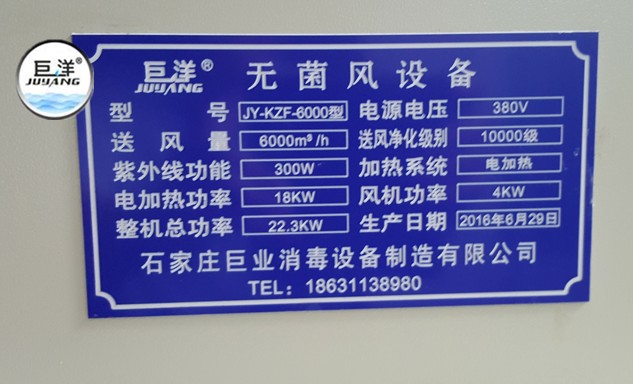 巨洋®
JUYANG
巨洋® 无菌风设备
JUYANG
型号 JY-KZF-6000型 电源电压 380V
送风量 6000m³/h 送风净化级别 10000级
紫外线功能 300W 加热系统 电加热
电加热功率 18KW 风机功率 4KW
整机总功率 22.3KW 生产日期 2016年6月29日
石家庄巨业消毒设备制造有限公司
TEL：18631138980